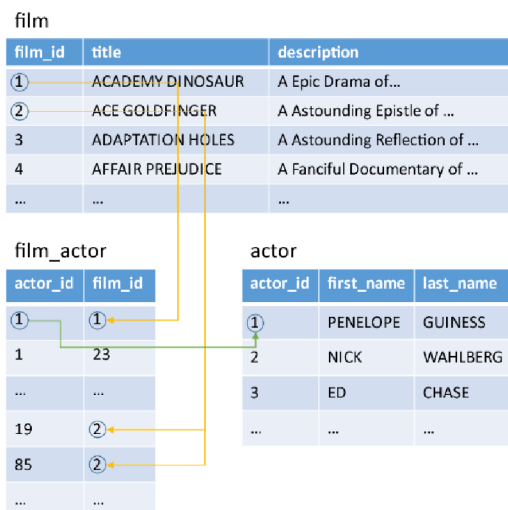 film
film_id title description
1 ACADEMY DINOSAUR A Epic Drama of...
2 ACE GOLDFINGER A Astounding Epistle of ...
3 ADAPTATION HOLES A Astounding Reflection of ...
4 AFFAIR PREJUDICE A Fanciful Documentary of ...
... ... ...
film_actor
actor_id film_id
1 1
1 23
... ...
19 2
85 2
... ...
actor
actor_id first_name last_name
1 PENELOPE GUINESS
2 NICK WAHLBERG
3 ED CHASE
... ... ...